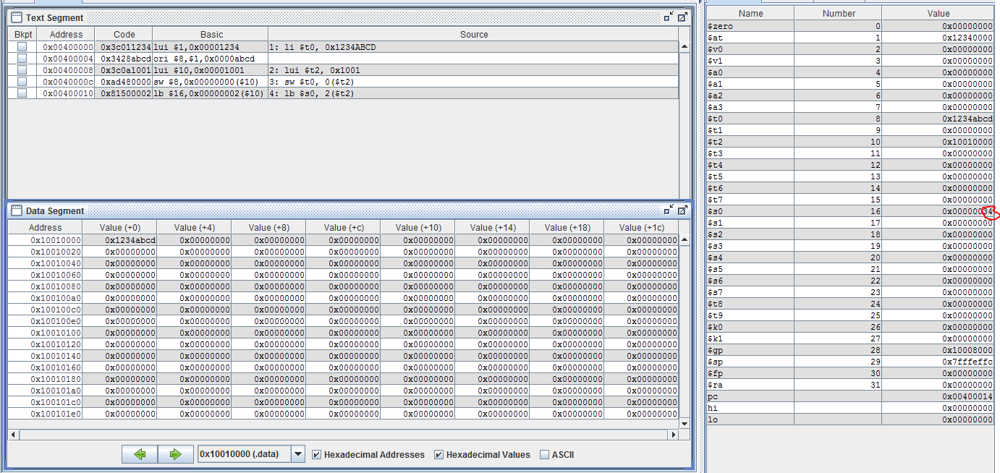 Text Segment
Bkpt Address Code Basic Source
0x00400000 0x3c011234 lui $1,0x00001234 1: li $t0, 0x1234ABCD
0x00400004 0x3428abcd ori $8,$1,0x0000abcd
0x00400008 0x3c0a1001 lui $10,0x00001001 2: lui $t2, 0x1001
0x0040000c 0xad480000 sw $8,0x00000000($10) 3: sw $t0, 0($t2)
0x00400010 0x81500002 lb $16,0x00000002($10) 4: lb $s0, 2($t2)
Data Segment
Address Value (+0) Value (+4) Value (+8) Value (+c) Value (+10) Value (+14) Value (+18) Value (+1c)
0x10010000 0x1234abcd 0x00000000 0x00000000 0x00000000 0x00000000 0x00000000 0x00000000 0x00000000
0x10010020 0x00000000 0x00000000 0x00000000 0x00000000 0x00000000 0x00000000 0x00000000 0x00000000
0x10010040 0x00000000 0x00000000 0x00000000 0x00000000 0x00000000 0x00000000 0x00000000 0x00000000
0x10010060 0x00000000 0x00000000 0x00000000 0x00000000 0x00000000 0x00000000 0x00000000 0x00000000
0x10010080 0x00000000 0x00000000 0x00000000 0x00000000 0x00000000 0x00000000 0x00000000 0x00000000
0x100100a0 0x00000000 0x00000000 0x00000000 0x00000000 0x00000000 0x00000000 0x00000000 0x00000000
0x100100c0 0x00000000 0x00000000 0x00000000 0x00000000 0x00000000 0x00000000 0x00000000 0x00000000
0x100100e0 0x00000000 0x00000000 0x00000000 0x00000000 0x00000000 0x00000000 0x00000000 0x00000000
0x10010100 0x00000000 0x00000000 0x00000000 0x00000000 0x00000000 0x00000000 0x00000000 0x00000000
0x10010120 0x00000000 0x00000000 0x00000000 0x00000000 0x00000000 0x00000000 0x00000000 0x00000000
0x10010140 0x00000000 0x00000000 0x00000000 0x00000000 0x00000000 0x00000000 0x00000000 0x00000000
0x10010160 0x00000000 0x00000000 0x00000000 0x00000000 0x00000000 0x00000000 0x00000000 0x00000000
0x10010180 0x00000000 0x00000000 0x00000000 0x00000000 0x00000000 0x00000000 0x00000000 0x00000000
0x100101a0 0x00000000 0x00000000 0x00000000 0x00000000 0x00000000 0x00000000 0x00000000 0x00000000
0x100101c0 0x00000000 0x00000000 0x00000000 0x00000000 0x00000000 0x00000000 0x00000000 0x00000000
0x100101e0 0x00000000 0x00000000 0x00000000 0x00000000 0x00000000 0x00000000 0x00000000 0x00000000
0x10010000 (.data) Hexadecimal Addresses Hexadecimal Values ASCII
Name Number Value
$zero 0 0x00000000
$at 1 0x12340000
$v0 2 0x00000000
$v1 3 0x00000000
$a0 4 0x00000000
$a1 5 0x00000000
$a2 6 0x00000000
$a3 7 0x00000000
$t0 8 0x1234abcd
$t1 9 0x00000000
$t2 10 0x10010000
$t3 11 0x00000000
$t4 12 0x00000000
$t5 13 0x00000000
$t6 14 0x00000000
$t7 15 0x00000000
$s0 16 0x00000034
$s1 17 0x00000000
$s2 18 0x00000000
$s3 19 0x00000000
$s4 20 0x00000000
$s5 21 0x00000000
$s6 22 0x00000000
$s7 23 0x00000000
$t8 24 0x00000000
$t9 25 0x00000000
$k0 26 0x00000000
$k1 27 0x00000000
$gp 28 0x10008000
$sp 29 0x7fffeffc
$fp 30 0x00000000
$ra 31 0x00000000
pc 0x00400014
hi 0x00000000
lo 0x00000000